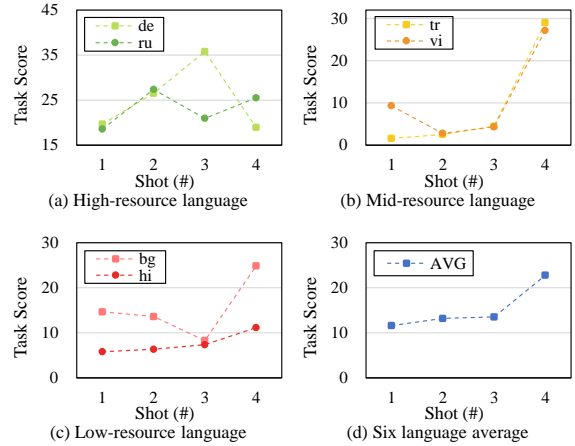 45
35
25
15
Task Score
de
ru
1 2 3 4
Shot (#)
(a) High-resource language
30
20
10
0
Task Score
tr
vi
1 2 3 4
Shot (#)
(b) Mid-resource language
30
20
10
0
Task Score
bg
hi
1 2 3 4
Shot (#)
(c) Low-resource language
30
20
10
0
Task Score
AVG
1 2 3 4
Shot (#)
(d) Six language average